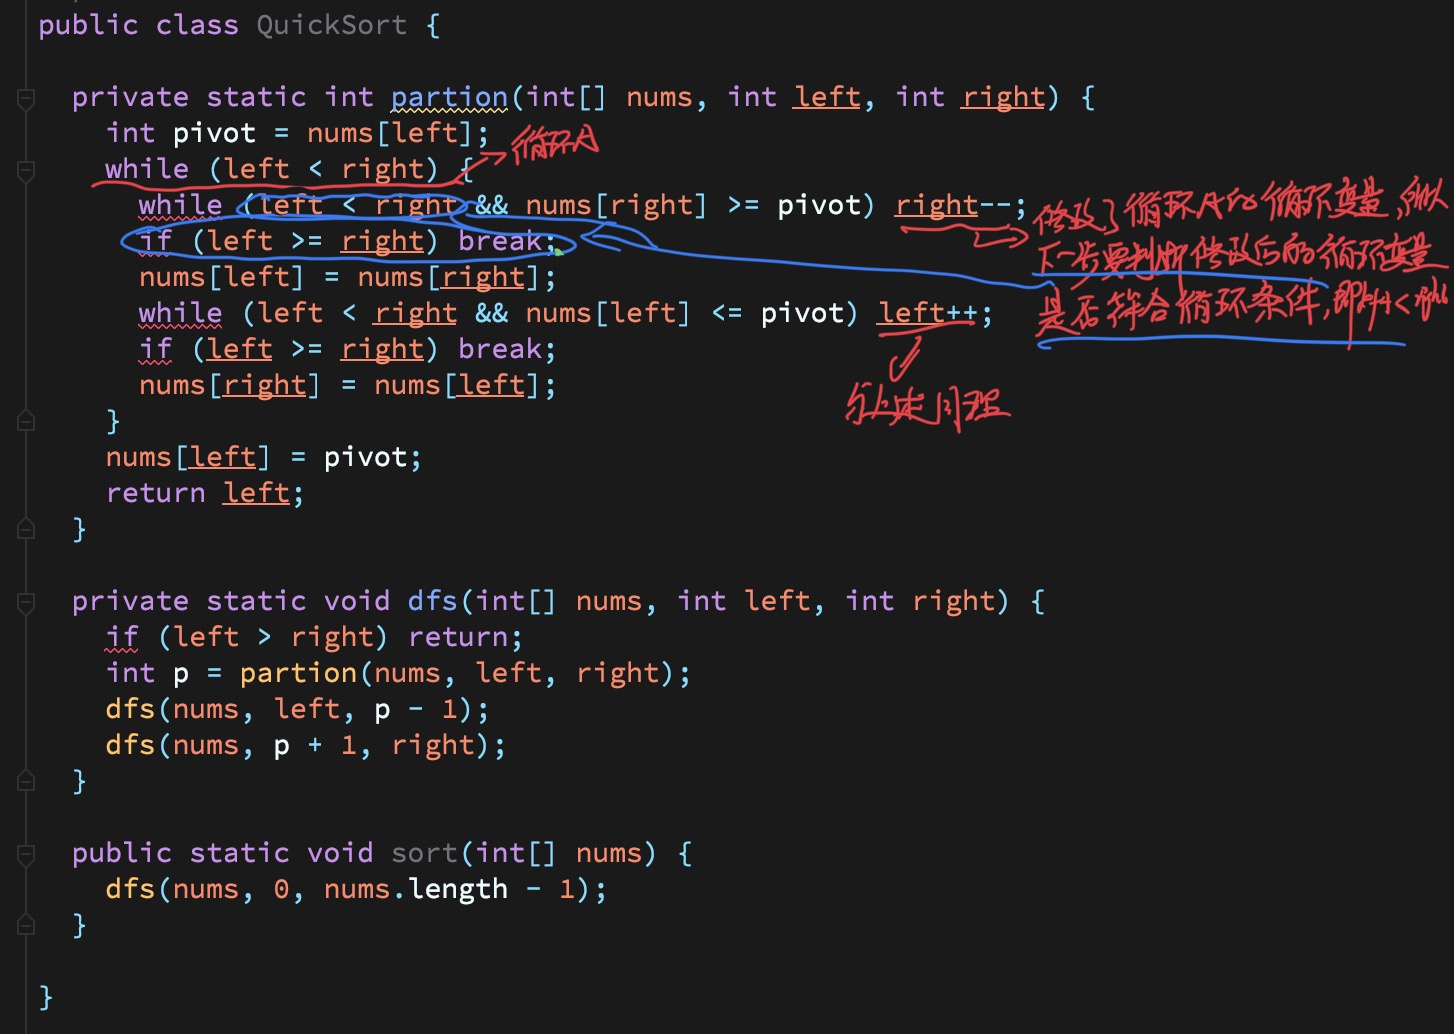 public class QuickSort {
private static int partion(int[] nums, int left, int right) {
int pivot = nums[left];
循环A
while (left < right) {
while (left < right && nums[right] >= pivot) right--;
修改了循环A的循环变量,
if (left >= right) break;
下一步要判断修改后的循环变量
nums[left] = nums[right];
是否符合循环条件,即left<right
while (left < right && nums[left] <= pivot) left++;
if (left >= right) break;
nums[right] = nums[left];
与上述同理
}
nums[left] = pivot;
return left;
}
private static void dfs(int[] nums, int left, int right) {
if (left > right) return;
int p = partion(nums, left, right);
dfs(nums, left, p - 1);
dfs(nums, p + 1, right);
}
public static void sort(int[] nums) {
dfs(nums, 0, nums.length - 1);
}
}